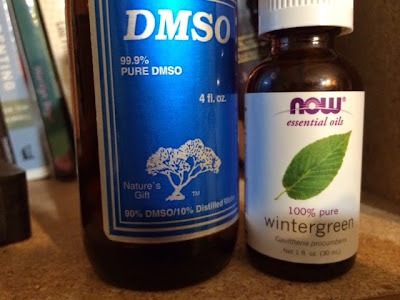 DMSO
99.9%
PURE DMSO
4 fl. oz.
Nature's
Gift
TM
90% DMSO/10% Distilled Water
NOW
essential oils
100% pure
wintergreen
Gaultheria procumbens
Net 1 fl. oz. (30 mL)